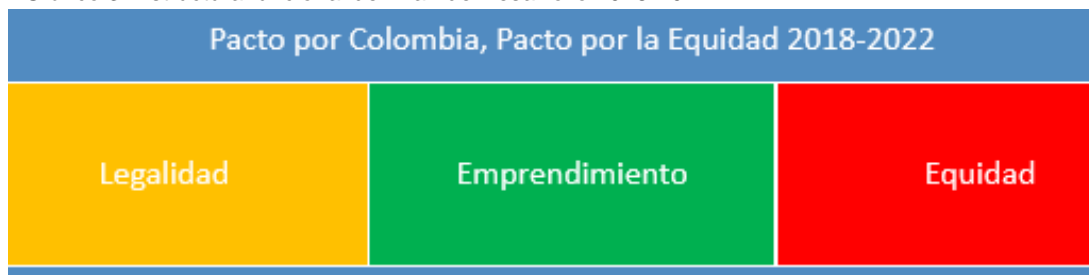 Pacto por Colombia, Pacto por la Equidad 2018-2022
Legalidad
Emprendimiento
Equidad